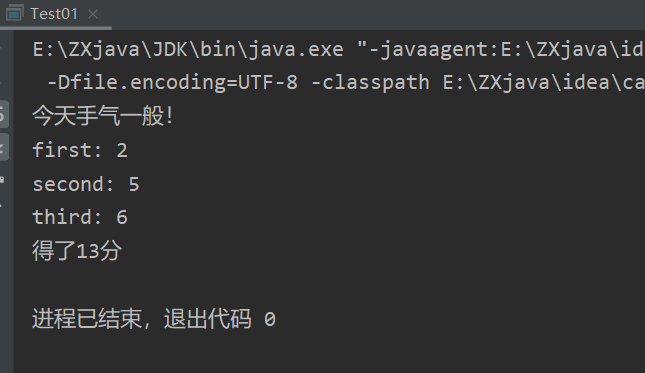 Test01
E:\ZXjava\JDK\bin\java.exe "-javaagent:E:\ZXjava\id
-Dfile.encoding=UTF-8 -classpath E:\ZXjava\idea\ca
今天手气一般！
first: 2
second: 5
third: 6
得了13分
进程已结束，退出代码 0